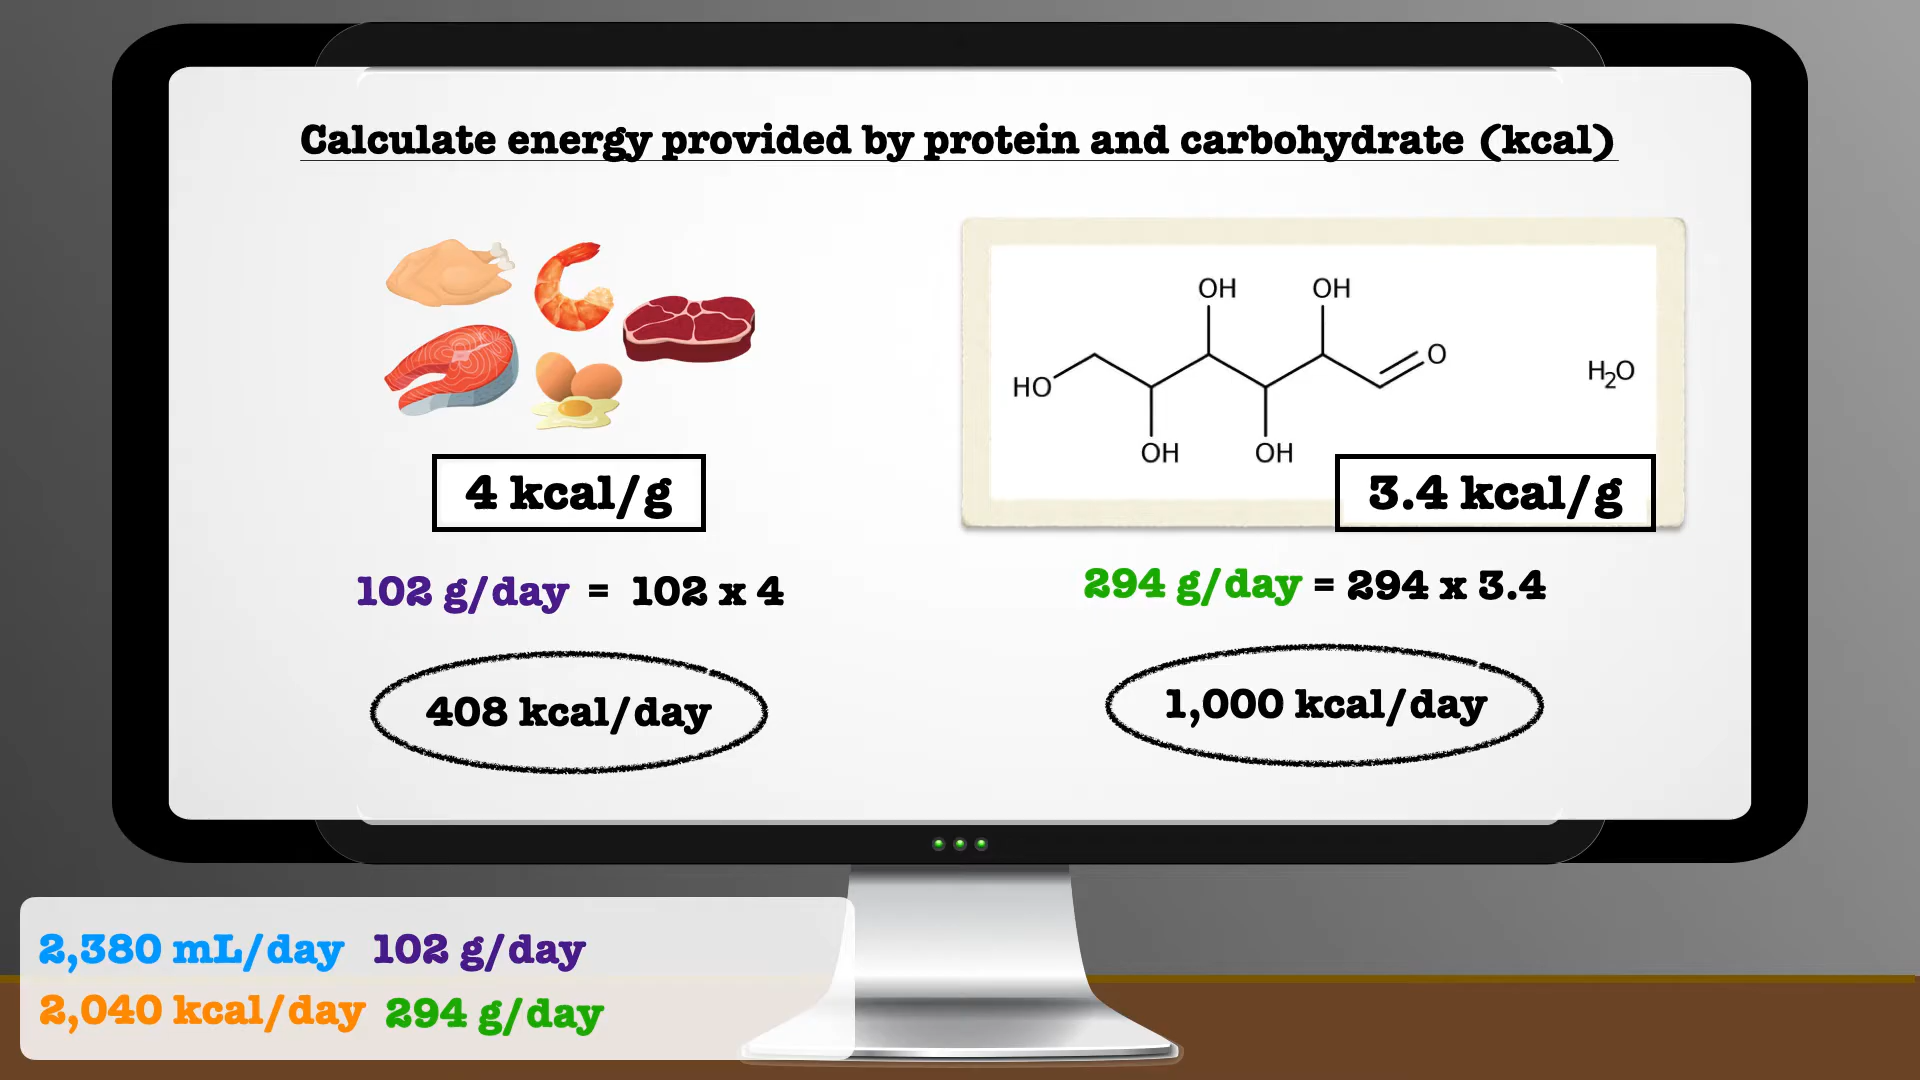 Calculate energy provided by protein and carbohydrate (kcal)
OH OH
HO O H₂O
OH OH
4 kcal/g
3.4 kcal/g
102 g/day = 102 x 4
294 g/day = 294 x 3.4
408 kcal/day
1,000 kcal/day
2,380 mL/day 102 g/day
2,040 kcal/day 294 g/day